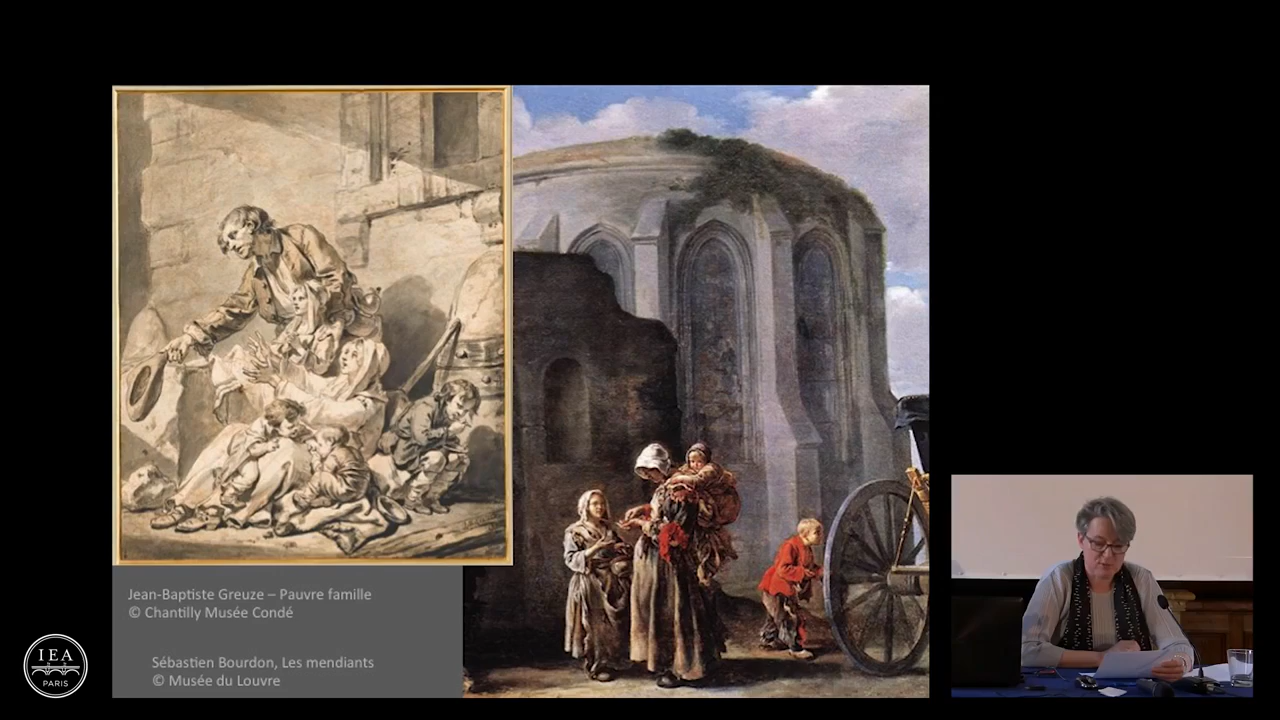 Jean-Baptiste Greuze – Pauvre famille
© Chantilly Musée Condé
Sébastien Bourdon, Les mendiants
© Musée du Louvre
IEA
PARIS